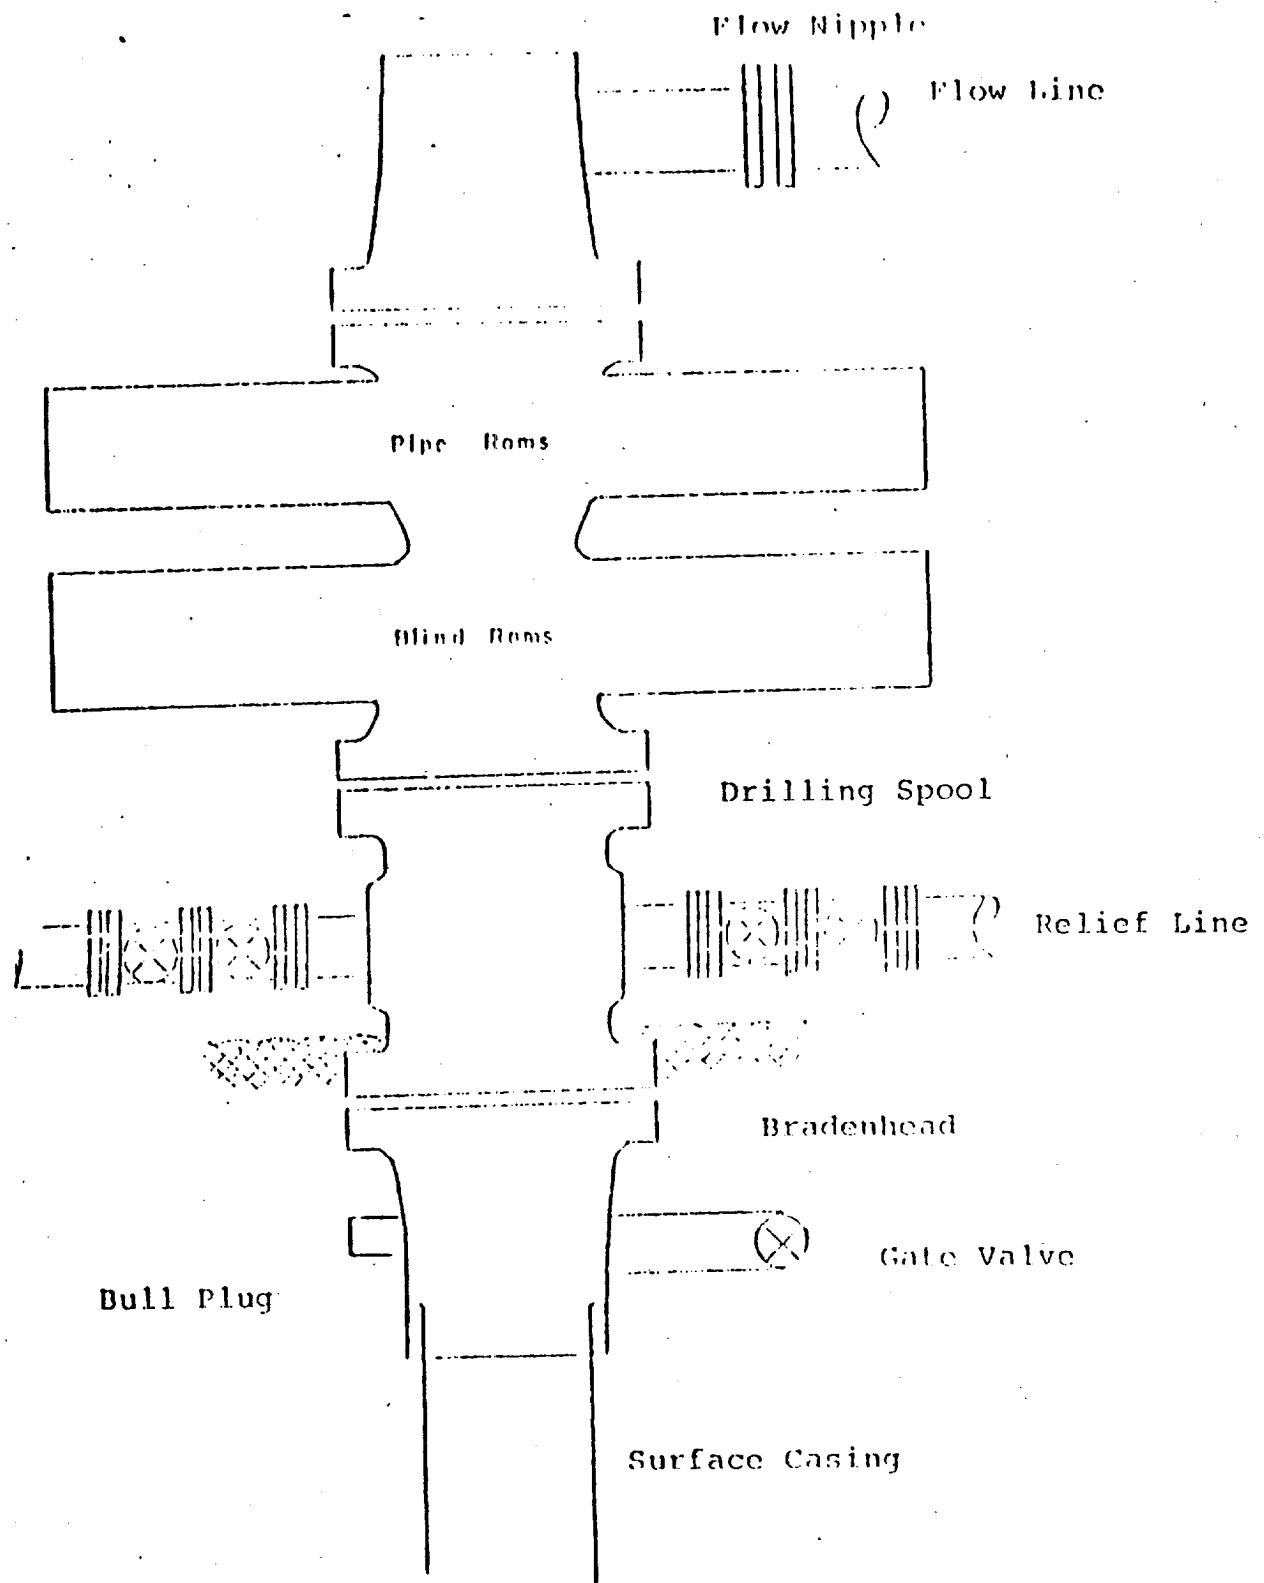 Flow Nipple
Flow Line
Pipe Rams
Blind Rams
Drilling Spool
Relief Line
Bradenhead
Gate Valve
Bull Plug
Surface Casing